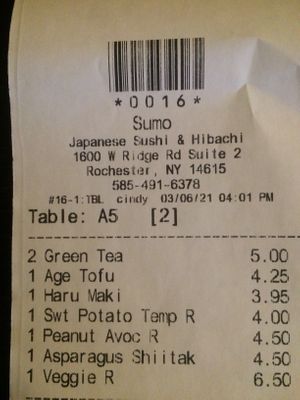 *0016*
Sumo
Japanese Sushi & Hibachi
1600 W Ridge Rd Suite 2
Rochester, NY 14615
585-491-6378
#16-1:TBL cindy 03/06/21 04:01 PM
Table: A5 [2]
2 Green Tea 5.00
1 Age Tofu 4.25
1 Haru Maki 3.95
1 Swt Potato Temp R 4.00
1 Peanut Avoc R 4.50
1 Asparagus Shiitak 4.50
1 Veggie R 6.50